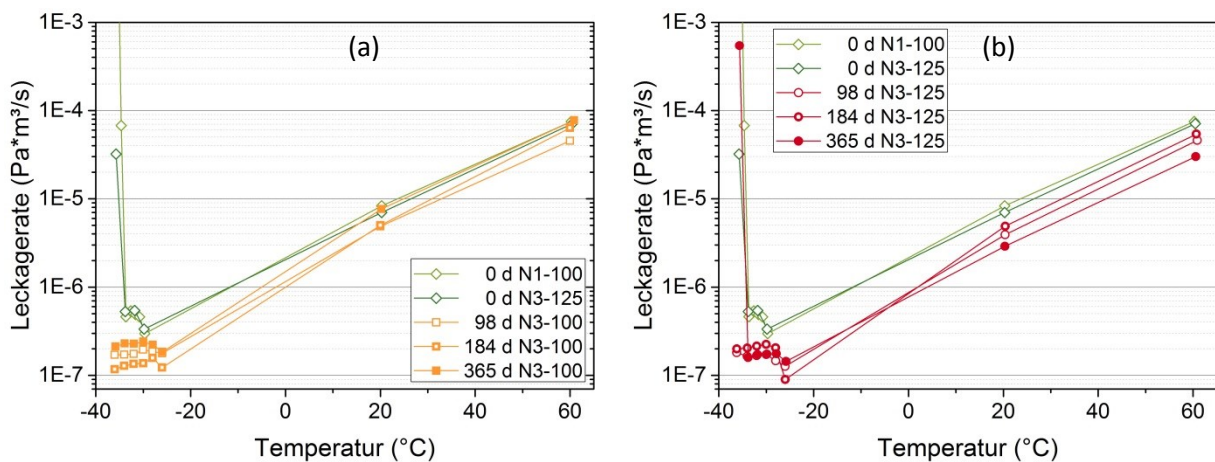 (a)
1E-3
1E-4
1E-5
1E-6
1E-7
Leckagerate (Pa*m³/s)
0 d N1-100
0 d N3-125
98 d N3-100
184 d N3-100
365 d N3-100
-40 -20 0 20 40 60
Temperatur (°C)
(b)
1E-3
1E-4
1E-5
1E-6
1E-7
Leckagerate (Pa*m³/s)
0 d N1-100
0 d N3-125
98 d N3-125
184 d N3-125
365 d N3-125
-40 -20 0 20 40 60
Temperatur (°C)